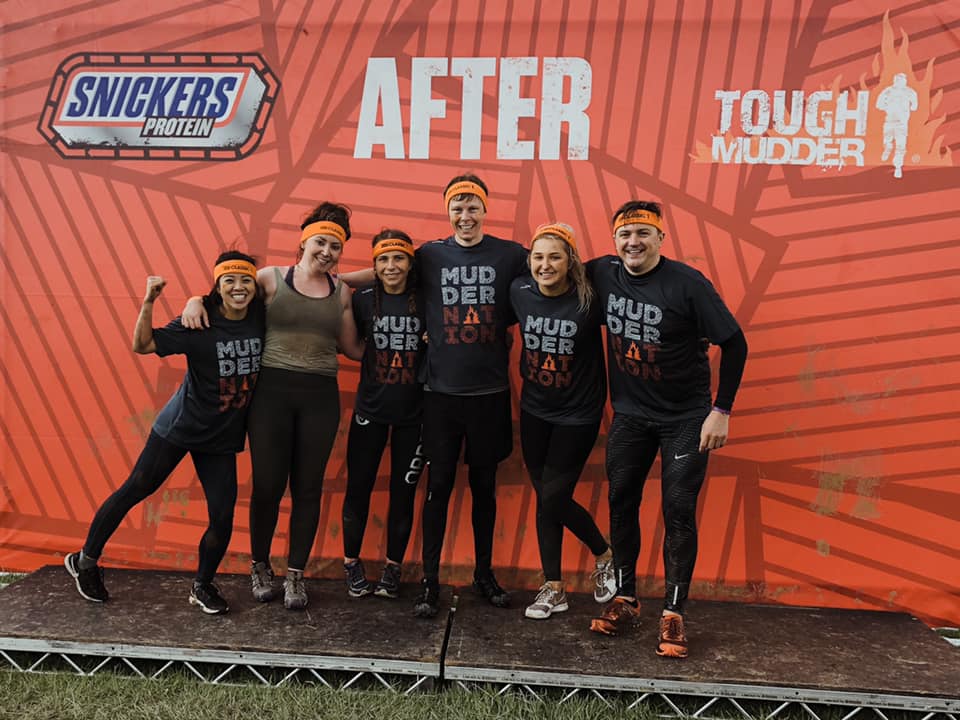 SNICKERS
PROTEIN
AFTER
TOUGH
MUDDER
MUD
DER
NAT
ION
MUD
DER
NAT
ION
MUD
DER
NAT
ION
MUD
DER
NAT
ION
MUD
DER
NAT
ION